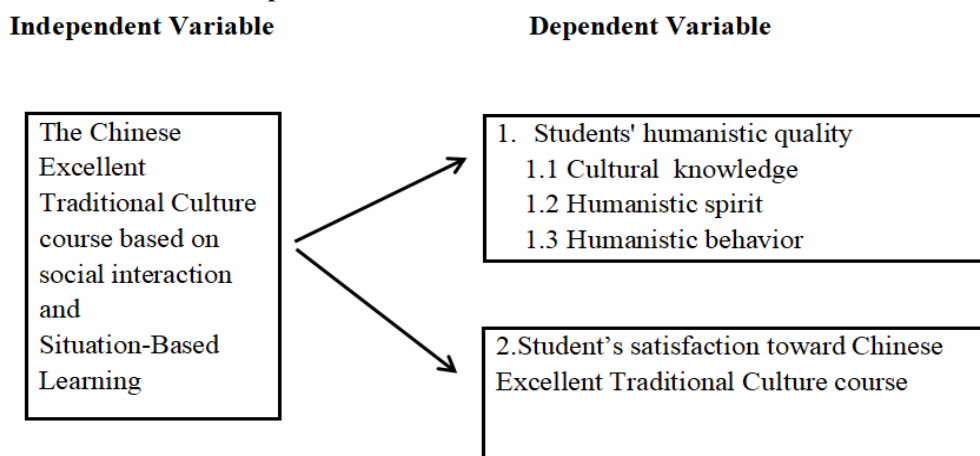 Independent Variable
Dependent Variable
The Chinese
Excellent
Traditional Culture
course based on
social interaction
and
Situation-Based
Learning
1. Students' humanistic quality
1.1 Cultural knowledge
1.2 Humanistic spirit
1.3 Humanistic behavior
2.Student’s satisfaction toward Chinese
Excellent Traditional Culture course